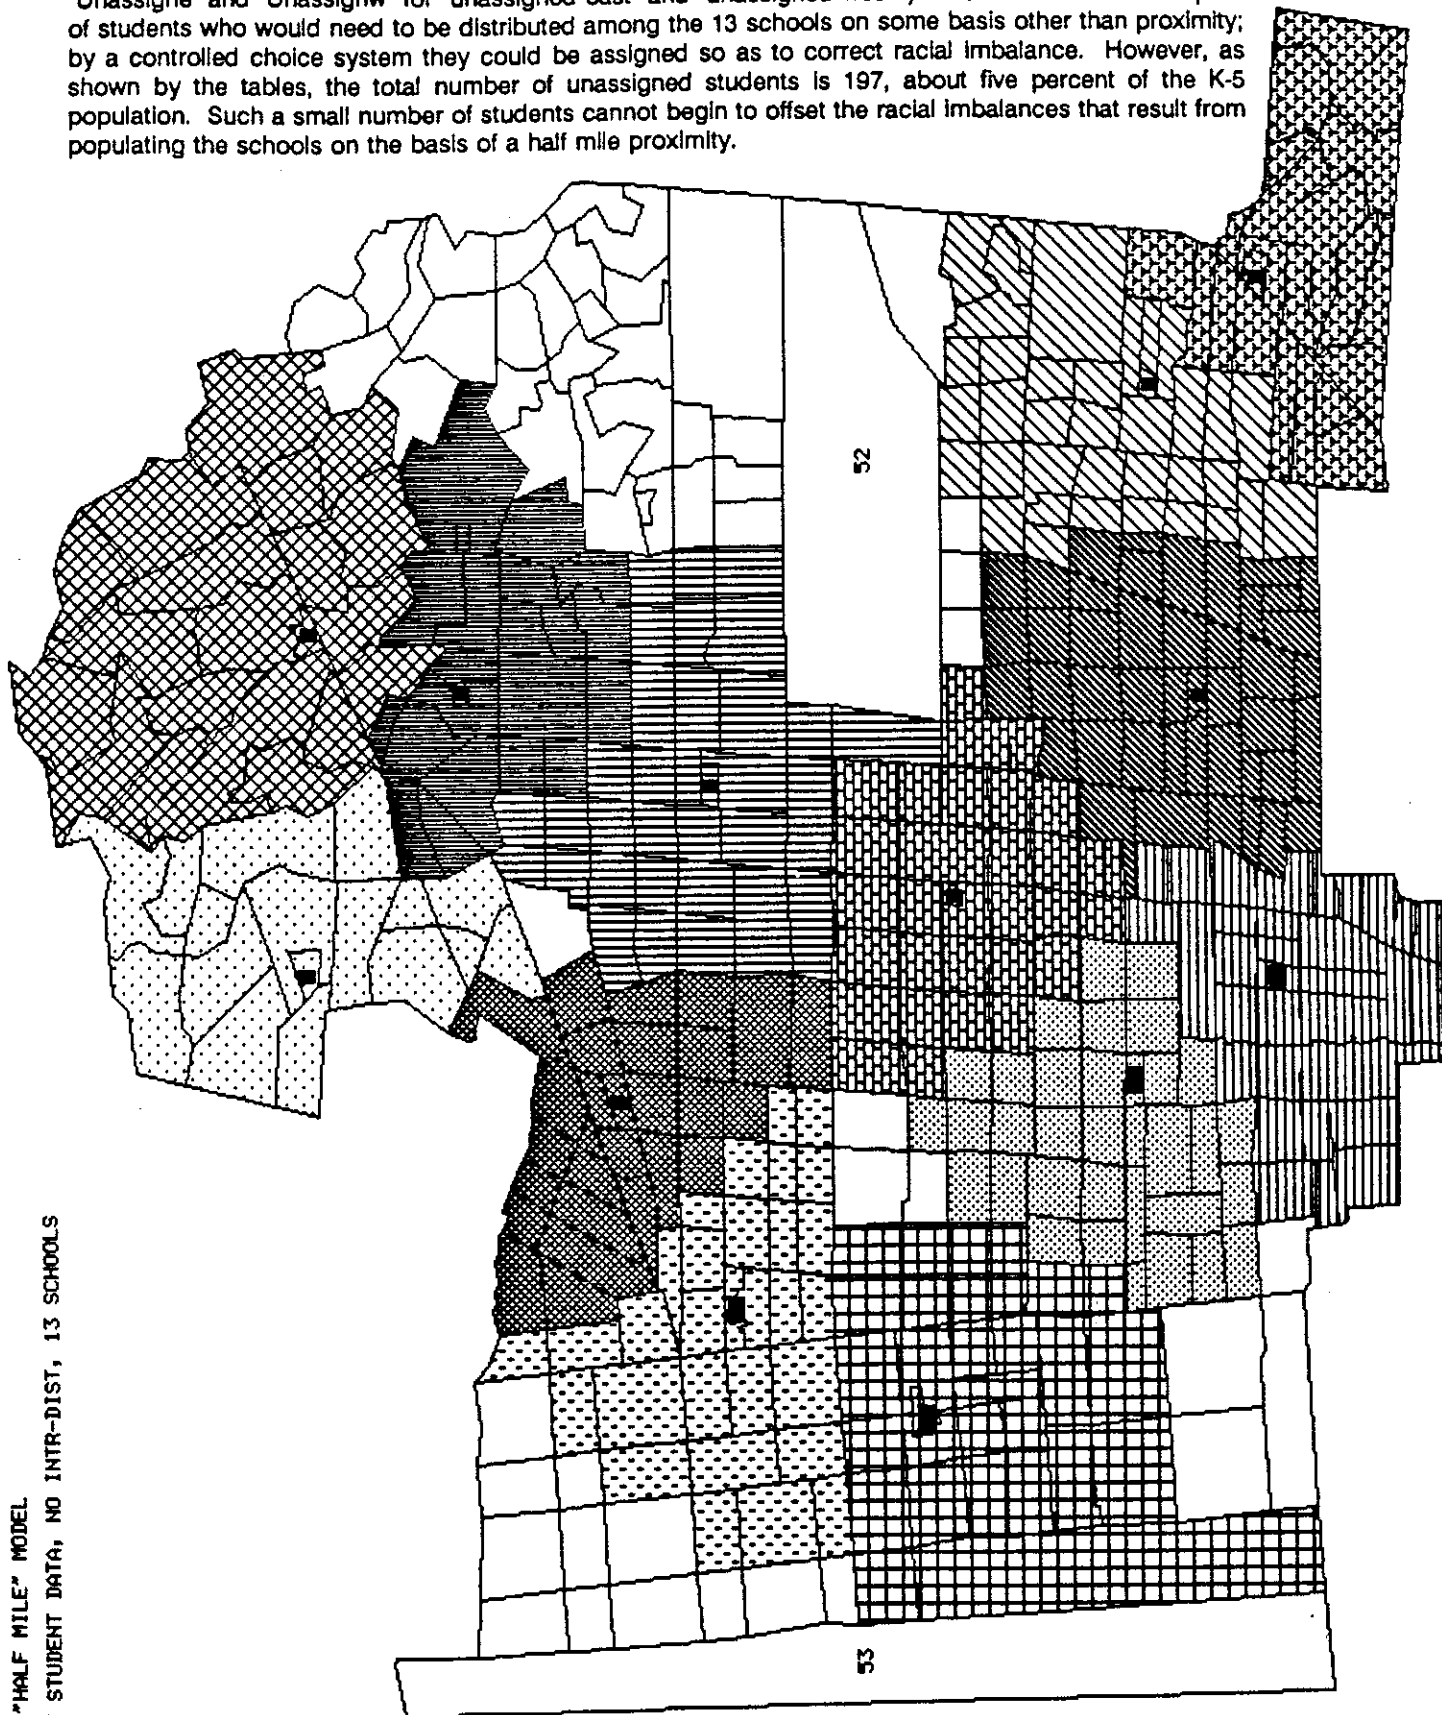 of students who would need to be distributed among the 13 schools on some basis other than proximity;
by a controlled choice system they could be assigned so as to correct racial imbalance. However, as
shown by the tables, the total number of unassigned students is 197, about five percent of the K-5
population. Such a small number of students cannot begin to offset the racial imbalances that result from
populating the schools on the basis of a half mile proximity.
52
53
"HALF MILE" MODEL
STUDENT DATA, NO INTR-DIST, 13 SCHOOLS